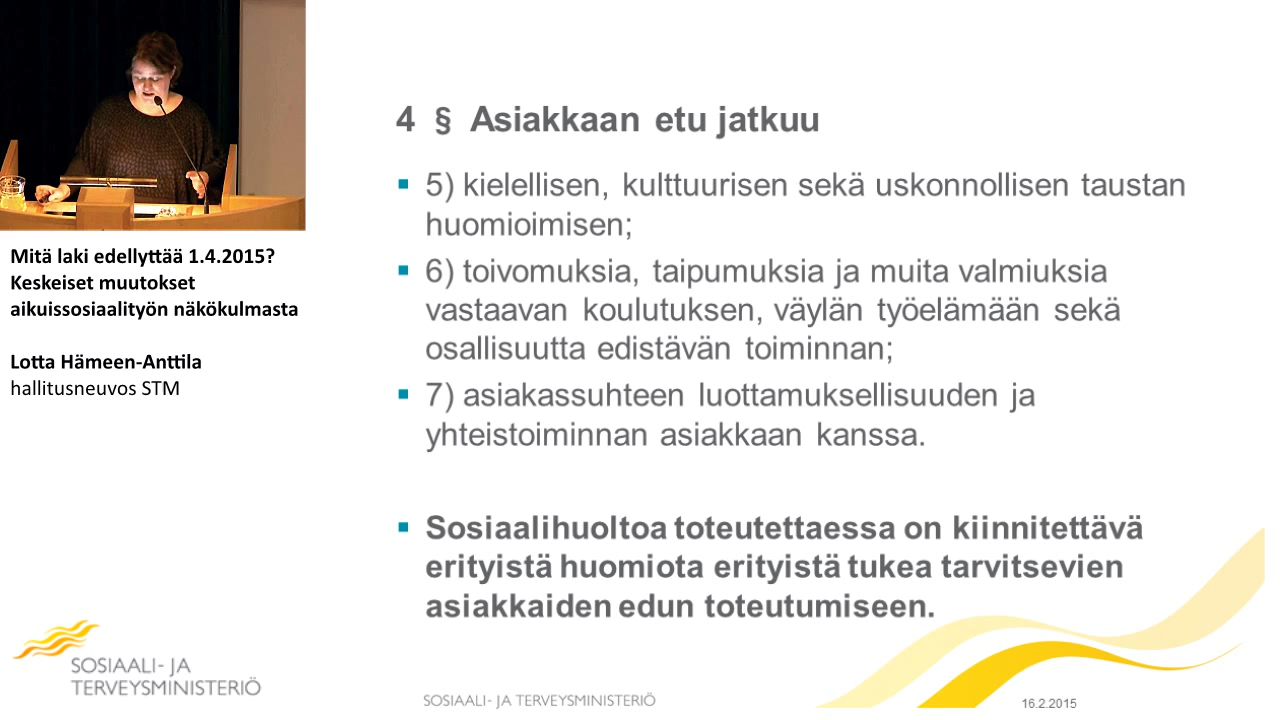 Mitä laki edellyttää 1.4.2015?
Keskeiset muutokset
aikuissosiaalityön näkökulmasta
Lotta Hämeen-Anttila
hallitusneuvos STM
4 § Asiakkaan etu jatkuu
5) kielellisen, kulttuurisen sekä uskonnollisen taustan
huomioimisen;
6) toivomuksia, taipumuksia ja muita valmiuksia
vastaavan koulutuksen, väylän työelämään sekä
osallisuutta edistävän toiminnan;
7) asiakassuhteen luottamuksellisuuden ja
yhteistoiminnan asiakkaan kanssa.
Sosiaalihuoltoa toteutettaessa on kiinnitettävä
erityistä huomiota erityistä tukea tarvitsevien
asiakkaiden edun toteutumiseen.
SOSIAALI- JA
TERVEYSMINISTERIÖ
SOSIAALI- JA TERVEYSMINISTERIÖ
16.2.2015